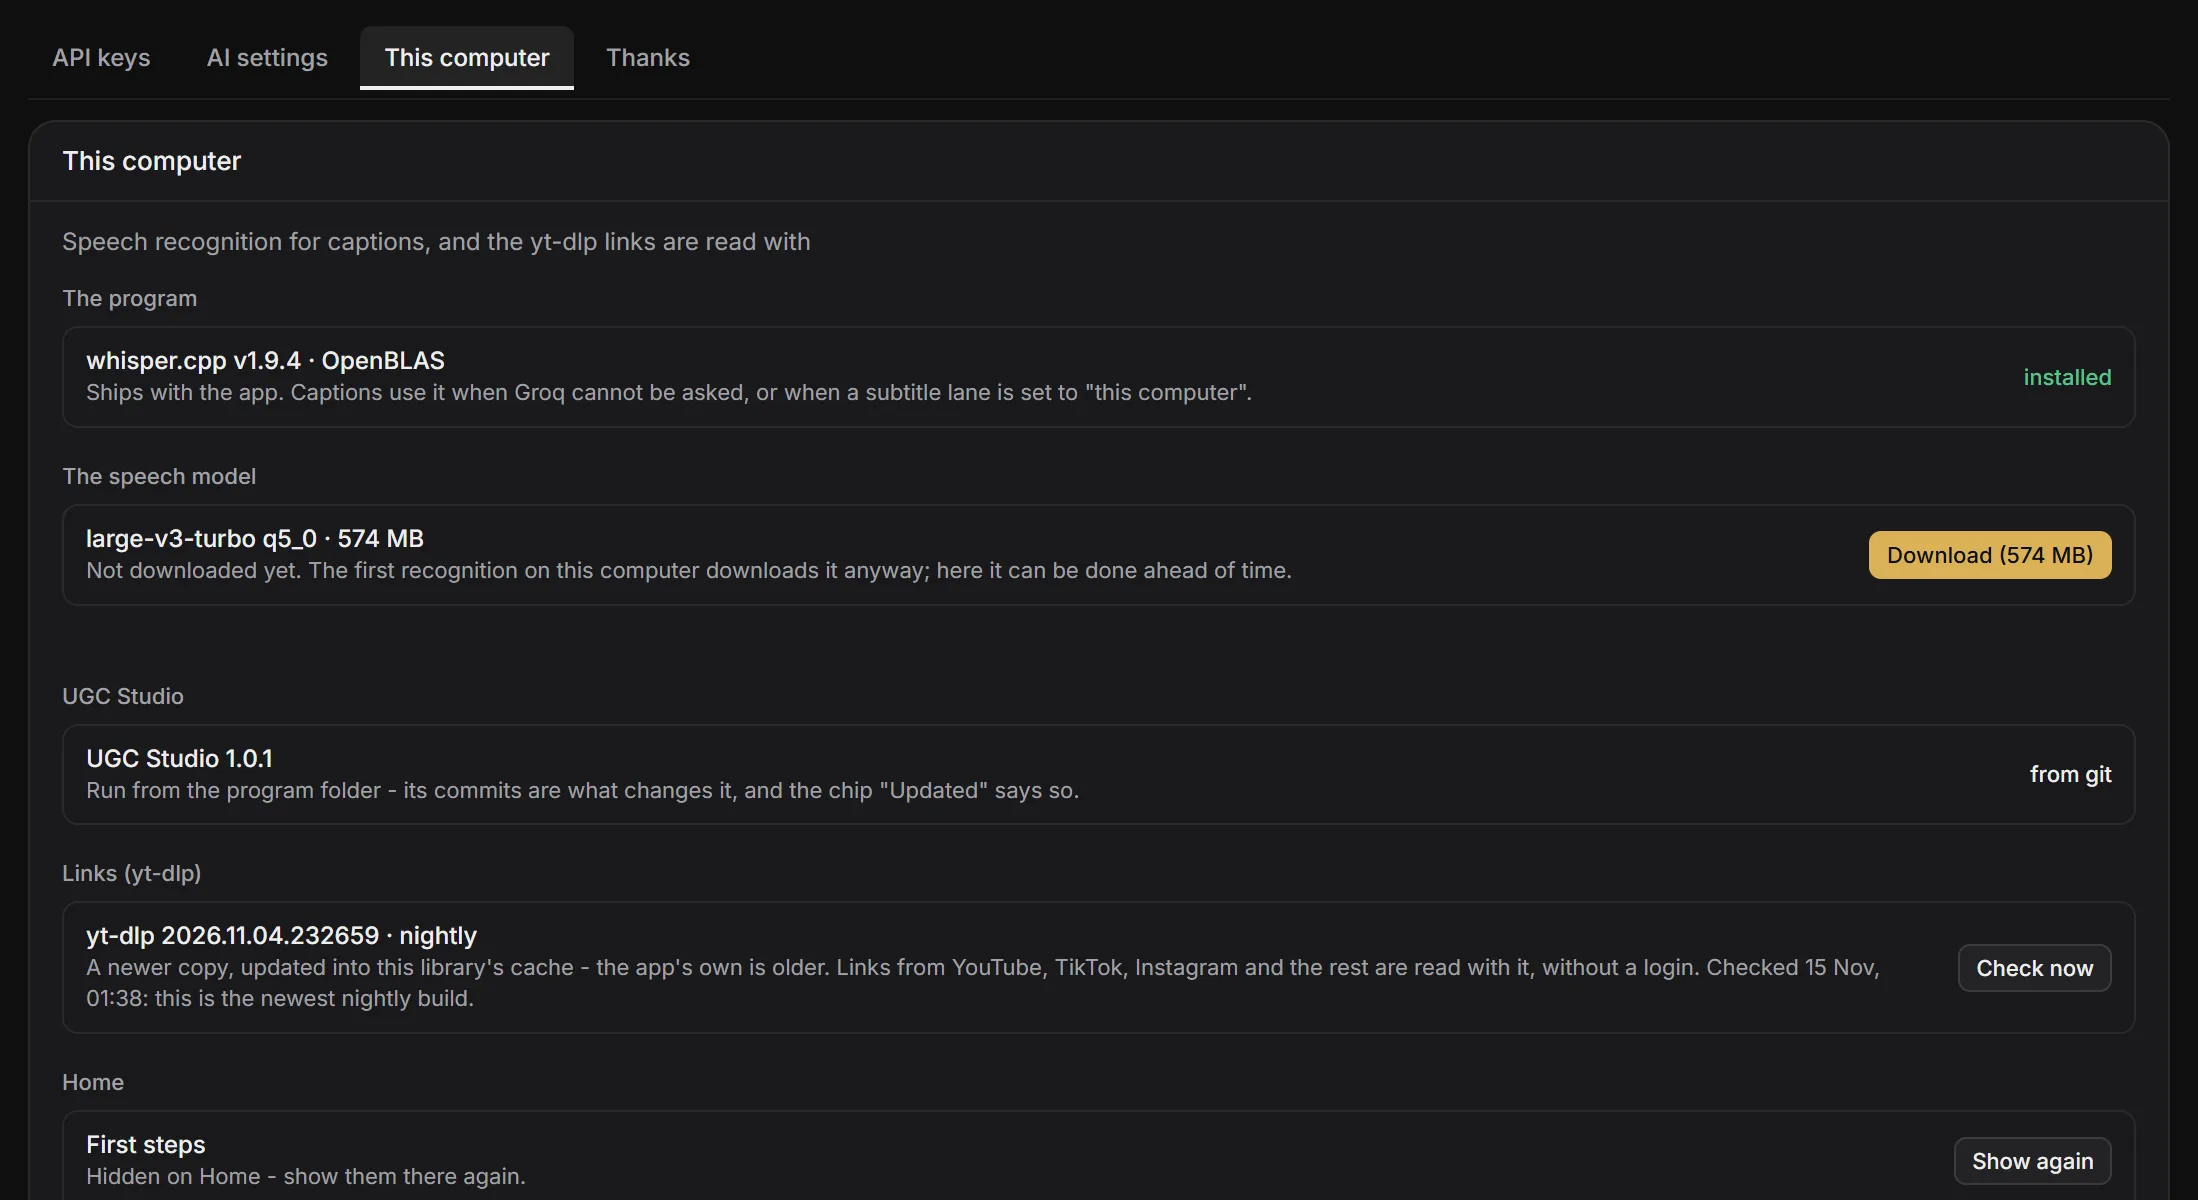 API keys
AI settings
This computer
Thanks
This computer
Speech recognition for captions, and the yt-dlp links are read with
The program
whisper.cpp v1.9.4 · OpenBLAS
Ships with the app. Captions use it when Groq cannot be asked, or when a subtitle lane is set to "this computer".
installed
The speech model
large-v3-turbo q5_0 · 574 MB
Not downloaded yet. The first recognition on this computer downloads it anyway; here it can be done ahead of time.
Download (574 MB)
UGC Studio
UGC Studio 1.0.1
Run from the program folder - its commits are what changes it, and the chip "Updated" says so.
from git
Links (yt-dlp)
yt-dlp 2026.11.04.232659 · nightly
A newer copy, updated into this library's cache - the app's own is older. Links from YouTube, TikTok, Instagram and the rest are read with it, without a login. Checked 15 Nov,
01:38: this is the newest nightly build.
Check now
Home
First steps
Hidden on Home - show them there again.
Show again